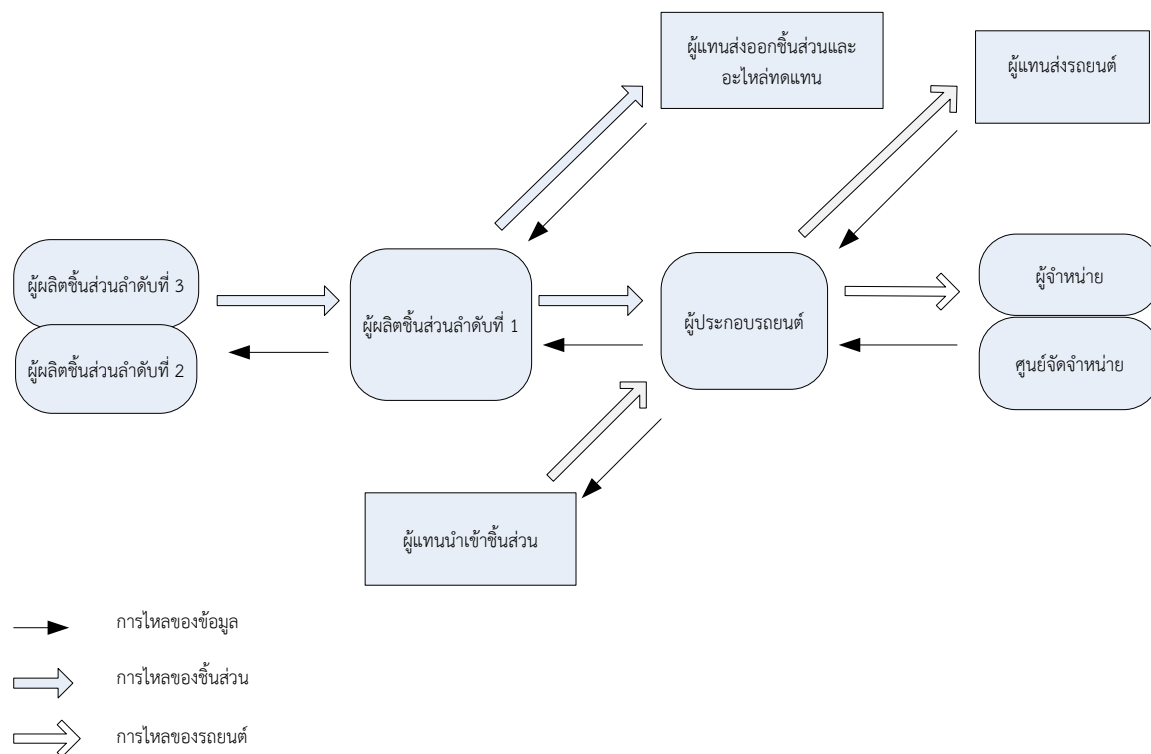 ผู้แทนส่งออกชิ้นส่วนและ
อะไหล่ทดแทน
ผู้แทนส่งรถยนต์
ผู้ผลิตชิ้นส่วนลำดับที่ 3
ผู้ผลิตชิ้นส่วนลำดับที่ 2
ผู้ผลิตชิ้นส่วนลำดับที่ 1
ผู้ประกอบรถยนต์
ผู้จำหน่าย
ศูนย์จัดจำหน่าย
ผู้แทนนำเข้าชิ้นส่วน
การไหลของข้อมูล
การไหลของชิ้นส่วน
การไหลของรถยนต์